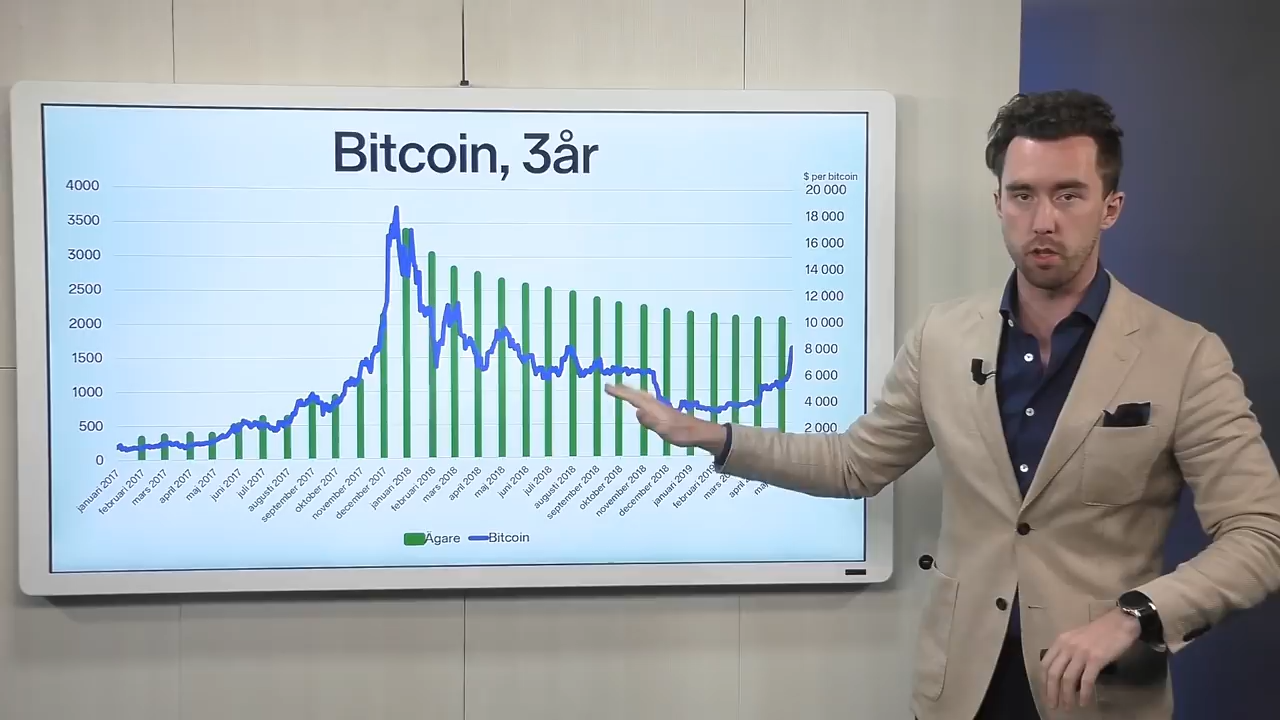 Bitcoin, 3år
$ per bitcoin
4000
3500
3000
2500
2000
1500
1000
500
0
20 000
18 000
16 000
14 000
12 000
10 000
8 000
6 000
4 000
2 000
januari 2017
februari 2017
mars 2017
april 2017
maj 2017
juni 2017
juli 2017
augusti 2017
september 2017
oktober 2017
november 2017
december 2017
januari 2018
februari 2018
mars 2018
april 2018
maj 2018
juni 2018
juli 2018
augusti 2018
september 2018
oktober 2018
november 2018
december 2018
januari 2019
februari 2019
mars
april
Ägare
Bitcoin